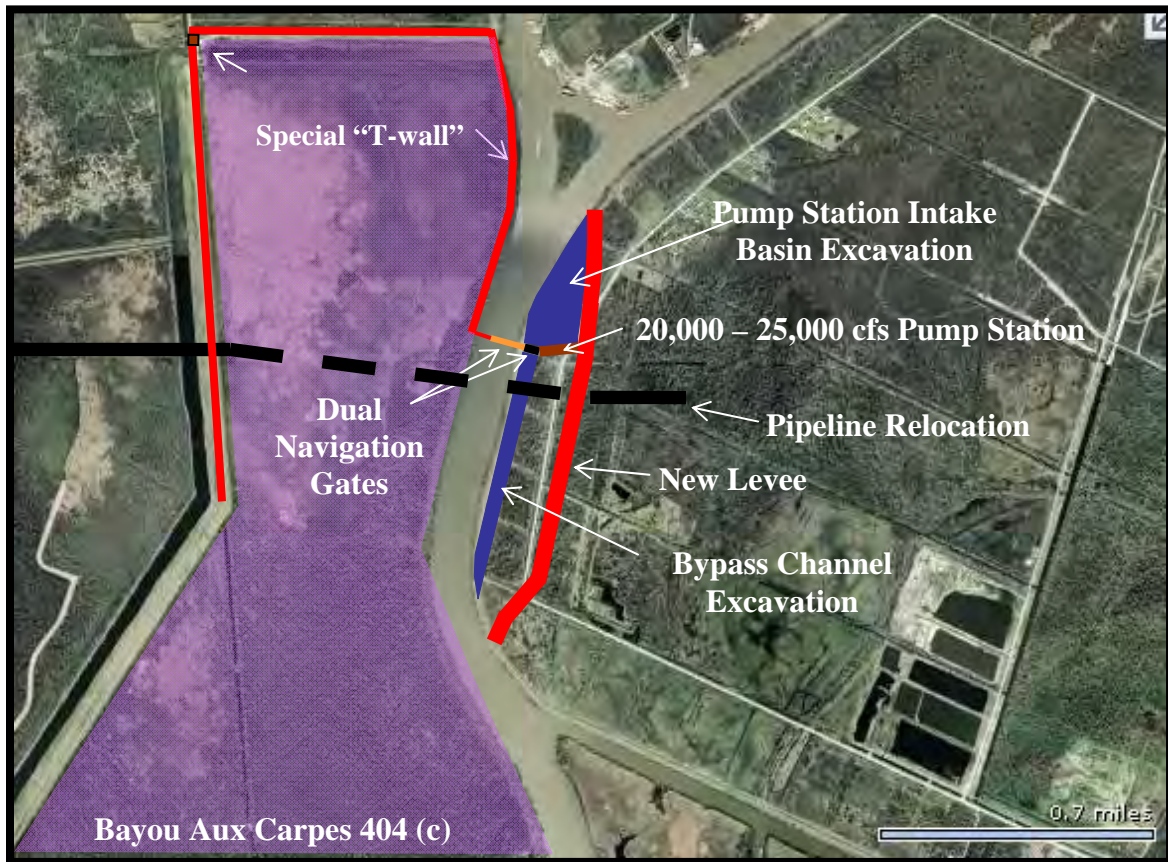 Special “T-wall”
Pump Station Intake
Basin Excavation
20,000 – 25,000 cfs Pump Station
Dual
Navigation
Gates
Pipeline Relocation
New Levee
Bypass Channel
Excavation
0.7 miles
Bayou Aux Carpes 404 (c)